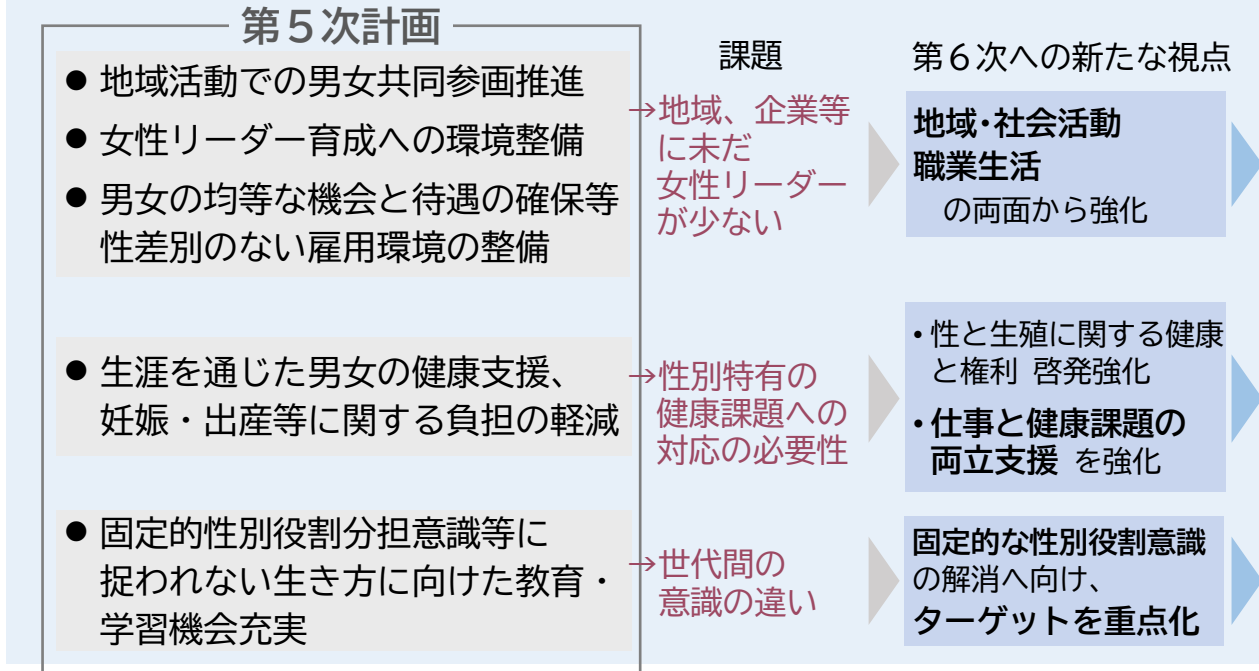 第５次計画
課題
第６次への新たな視点
● 地域活動での男女共同参画推進
● 女性リーダー育成への環境整備
● 男女の均等な機会と待遇の確保等
性差別のない雇用環境の整備
→地域、企業等
に未だ
女性リーダー
が少ない
地域・社会活動
職業生活
の両面から強化
● 生涯を通じた男女の健康支援、
妊娠・出産等に関する負担の軽減
→性別特有の
健康課題への
対応の必要性
・性と生殖に関する健康
と権利 啓発強化
・仕事と健康課題の
両立支援 を強化
● 固定的性別役割分担意識等に
捉われない生き方に向けた教育・
学習機会充実
→世代間の
意識の違い
固定的な性別役割意識
の解消へ向け、
ターゲットを重点化